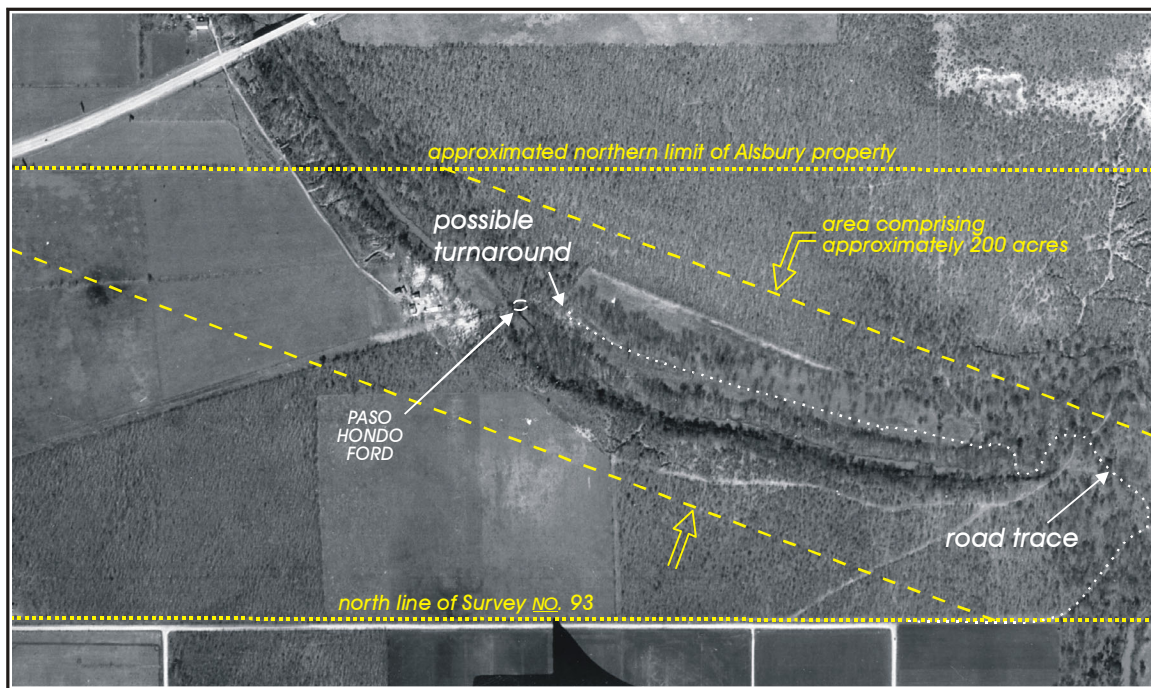 approximated northern limit of Alsbury property
possible
turnaround
area comprising
approximately 200 acres
PASO
HONDO
FORD
road trace
north line of Survey NO. 93